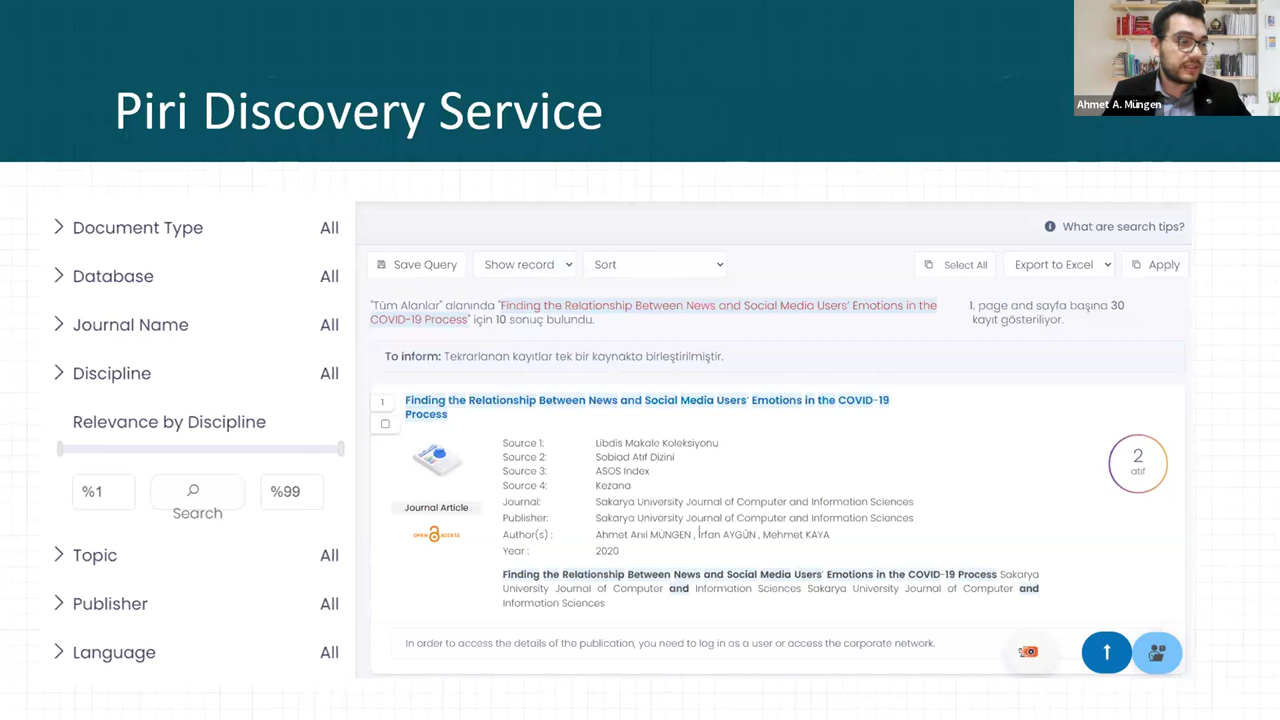 Piri Discovery Service
Ahmet A. Müngen
Document Type All
Database All
Journal Name All
Discipline All
Relevance by Discipline
%1 Search %99
Topic All
Publisher All
Language All
What are search tips?
Save Query Show record Sort Select All Export to Excel Apply
"Tüm Alanlar" alanında "Finding the Relationship Between News and Social Media Users' Emotions in the
COVID-19 Process" için 10 sonuç bulundu.
1. page and sayfa başına 30
kayıt gösteriliyor.
To inform: Tekrarlanan kayıtlar tek bir kaynakta birleştirilmiştir.
1
Finding the Relationship Between News and Social Media Users' Emotions in the COVID-19
Process
Journal Article
OPEN ACCESS
Source 1: Libdis Makale Koleksiyonu
Source 2: Sobiad Atıf Dizini
Source 3: ASOS Index
Source 4: Kezana
Journal: Sakarya University Journal of Computer and Information Sciences
Publisher: Sakarya University Journal of Computer and Information Sciences
Author(s) : Ahmet Anıl MÜNGEN , İrfan AYGÜN , Mehmet KAYA
Year : 2020
2
atıf
Finding the Relationship Between News and Social Media Users' Emotions in the COVID-19 Process Sakarya
University Journal of Computer and Information Sciences Sakarya University Journal of Computer and
Information Sciences
In order to access the details of the publication, you need to log in as a user or access the corporate network.